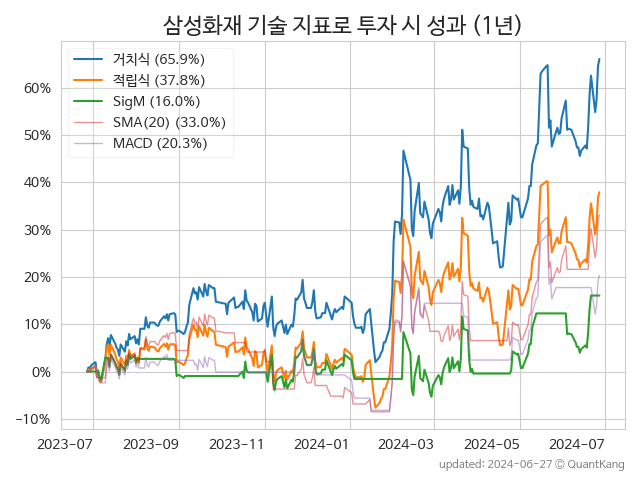 삼성화재 기술 지표로 투자 시 성과 (1년)
거치식 (65.9%)
적립식 (37.8%)
SigM (16.0%)
SMA(20) (33.0%)
MACD (20.3%)
60%
50%
40%
30%
20%
10%
0%
−10%
2023-07 2023-09 2023-11 2024-01 2024-03 2024-05 2024-07
updated: 2024-06-27 © QuantKang